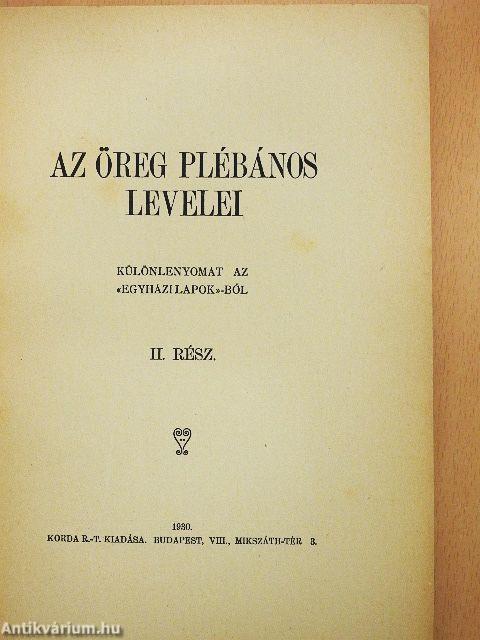 AZ ÖREG PLÉBÁNOS
LEVELEI
KÜLÖNLENYOMAT AZ
«EGYHÁZI LAPOK»-BÓL
II. RÉSZ.
1930.
KORDA R.-T. KIADÁSA. BUDAPEST, VIII., MIKSZÁTH-TÉR 3.
Antikvárium.hu